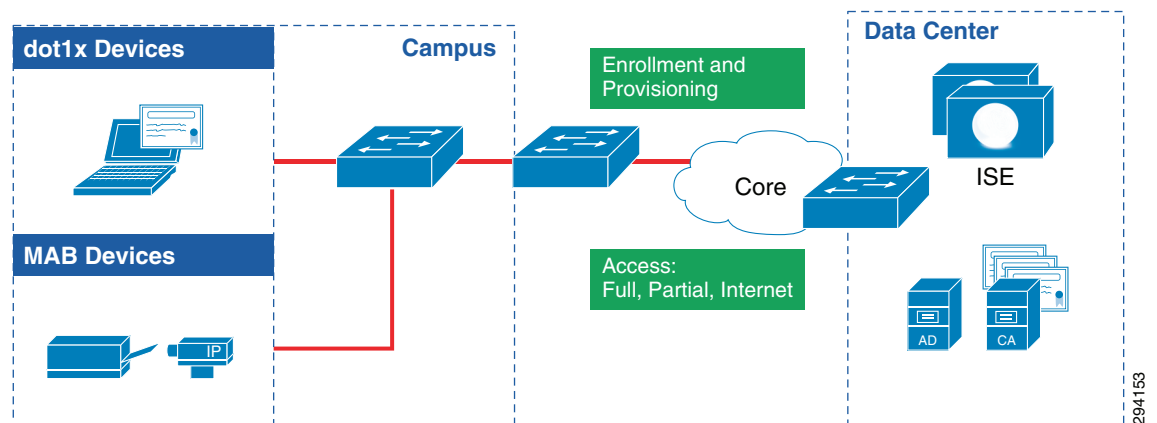 dot1x Devices
Campus
Enrollment and
Provisioning
Data Center
ISE
Core
MAB Devices
IP
Access:
Full, Partial, Internet
AD
CA
294153